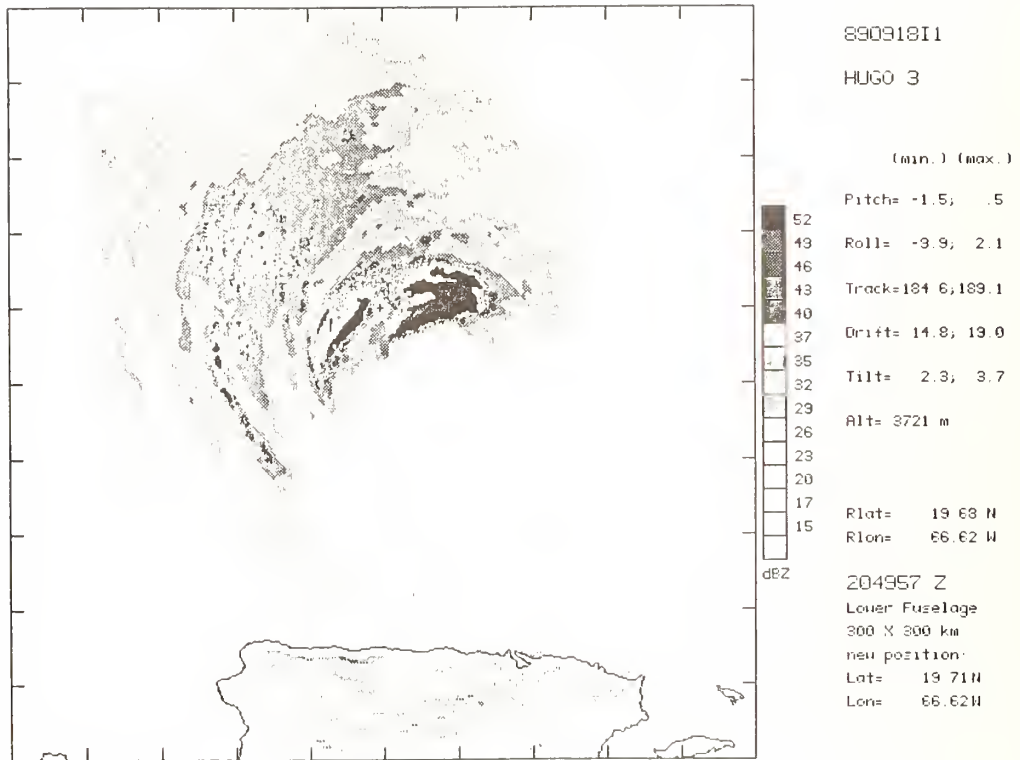 890918I1
HUGO 3
(min.) (max.)
Pitch= -1.5; .5
Roll= -3.9; 2.1
Track=184 6;189.1
Drift= 14.8; 19.0
Tilt= 2.3; 3.7
Alt= 3721 m
52
49
46
43
40
37
35
32
29
26
23
20
17
15
dBZ
Rlat= 19 68 N
Rlon= 66.62 W
204957 Z
Lower Fuselage
300 X 300 km
new position:
Lat= 19 71N
Lon= 66.62W